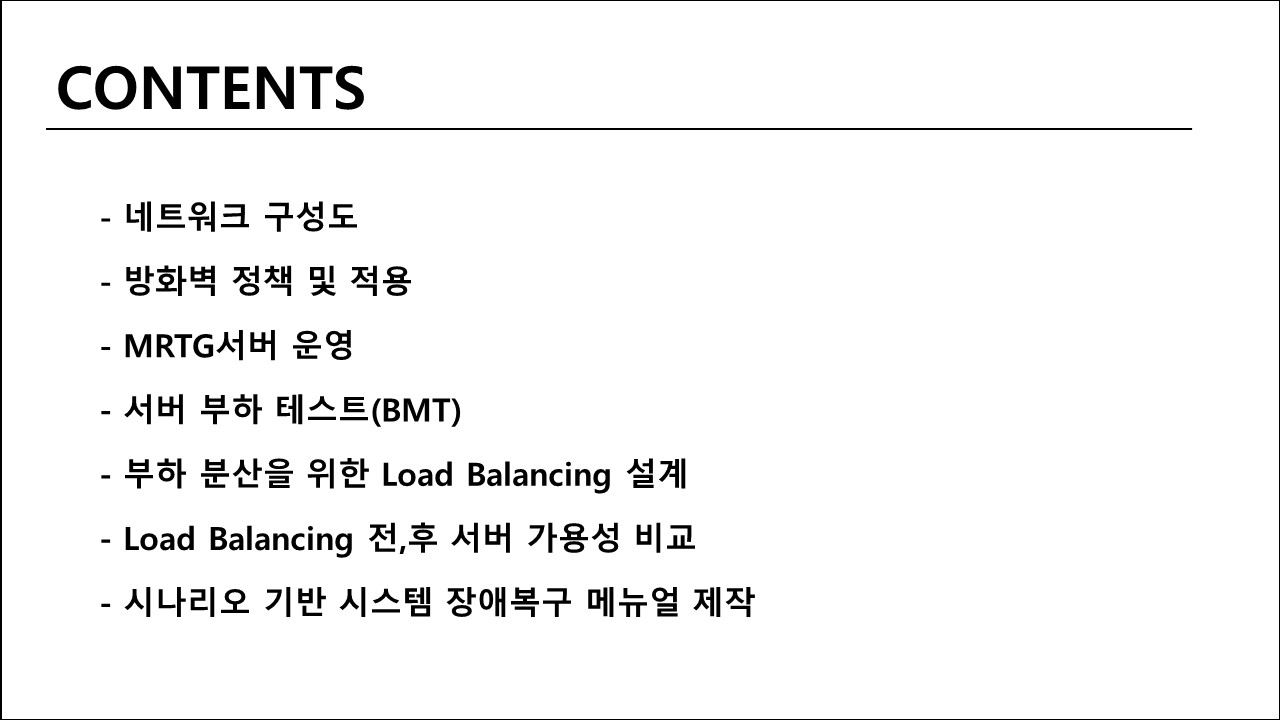 CONTENTS
- 네트워크 구성도
- 방화벽 정책 및 적용
- MRTG서버 운영
- 서버 부하 테스트(BMT)
- 부하 분산을 위한 Load Balancing 설계
- Load Balancing 전,후 서버 가용성 비교
- 시나리오 기반 시스템 장애복구 메뉴얼 제작